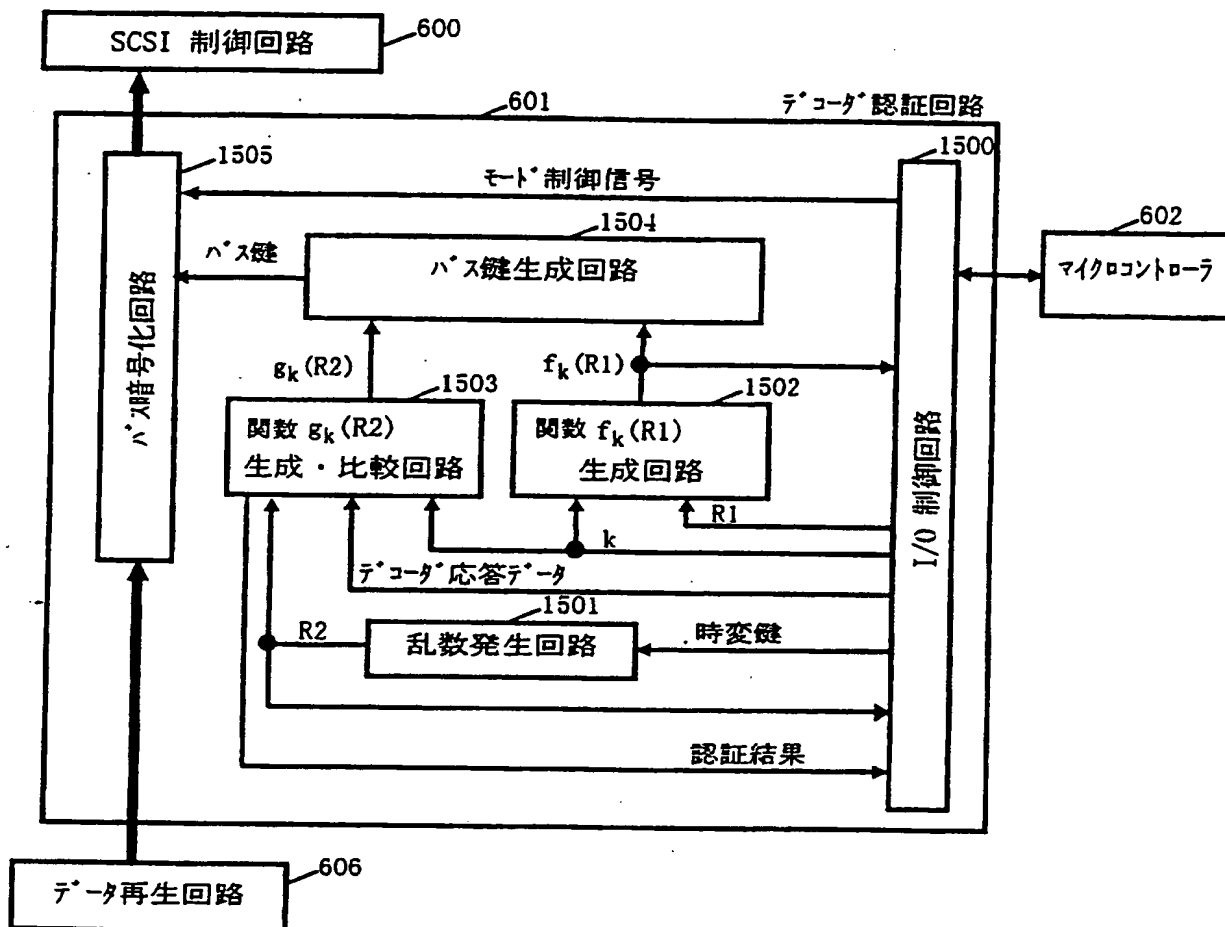 SCSI 制御回路
600
601
デコーダ認証回路
1505
1500
モード制御信号
602
1504
バス鍵
バス鍵生成回路
マイクロコントローラ
バス暗号化回路
gk(R2)
fk(R1)
1503
1502
関数 gk(R2)
生成・比較回路
関数 fk(R1)
生成回路
I/O 制御回路
R1
k
デコーダ応答データ
1501
R2
乱数発生回路
時変鍵
認証結果
606
データ再生回路